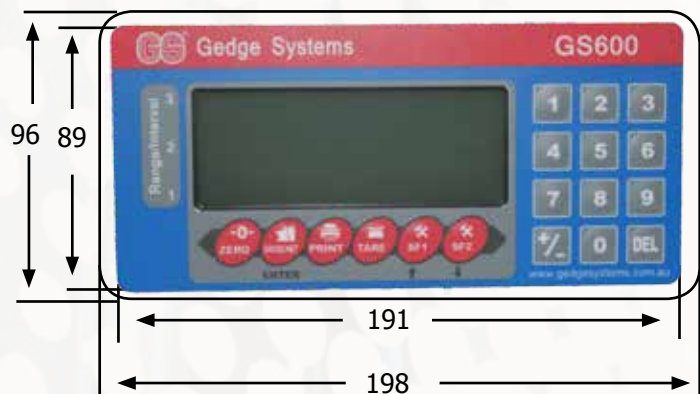 GS Gedge Systems GS600
96
89
Range/Interval
3
2
1
1 2 3
4 5 6
7 8 9
+/- 0 DEL
-0- ZERO PRINT TARE SF1 SF2
ENTER ↑ ↓
www.gedgesystems.com.au
191
198